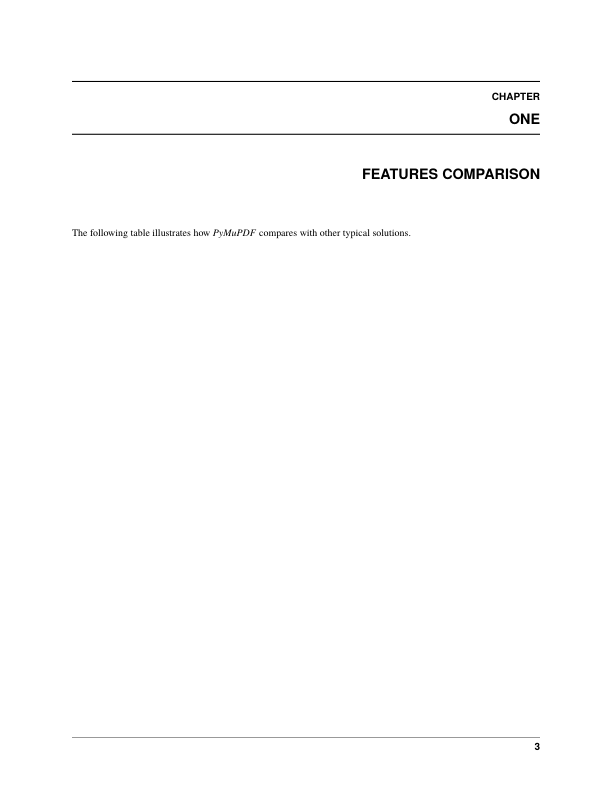 CHAPTER
ONE
FEATURES COMPARISON
The following table illustrates how PyMuPDF compares with other typical solutions.
3